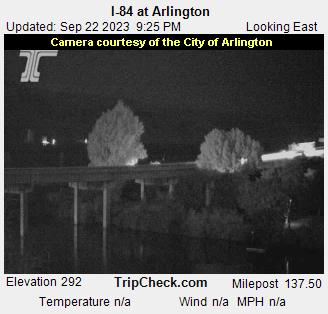 I-84 at Arlington
Updated: Sep 22 2023 9:25 PM Looking East
Camera courtesy of the City of Arlington
Elevation 292 TripCheck.com Milepost 137.50
Temperature n/a Wind n/a MPH n/a